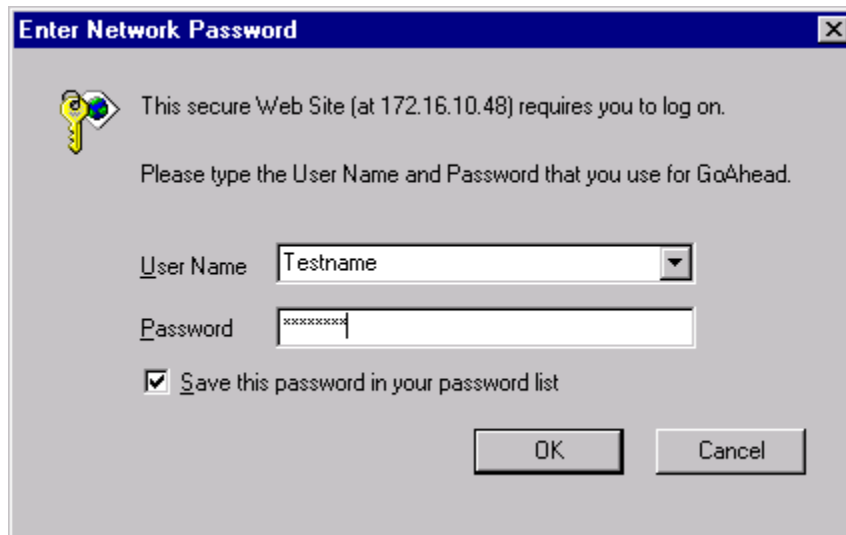 Enter Network Password
This secure Web Site (at 172.16.10.48) requires you to log on.
Please type the User Name and Password that you use for GoAhead.
User Name Testname
Password ********
Save this password in your password list
OK Cancel